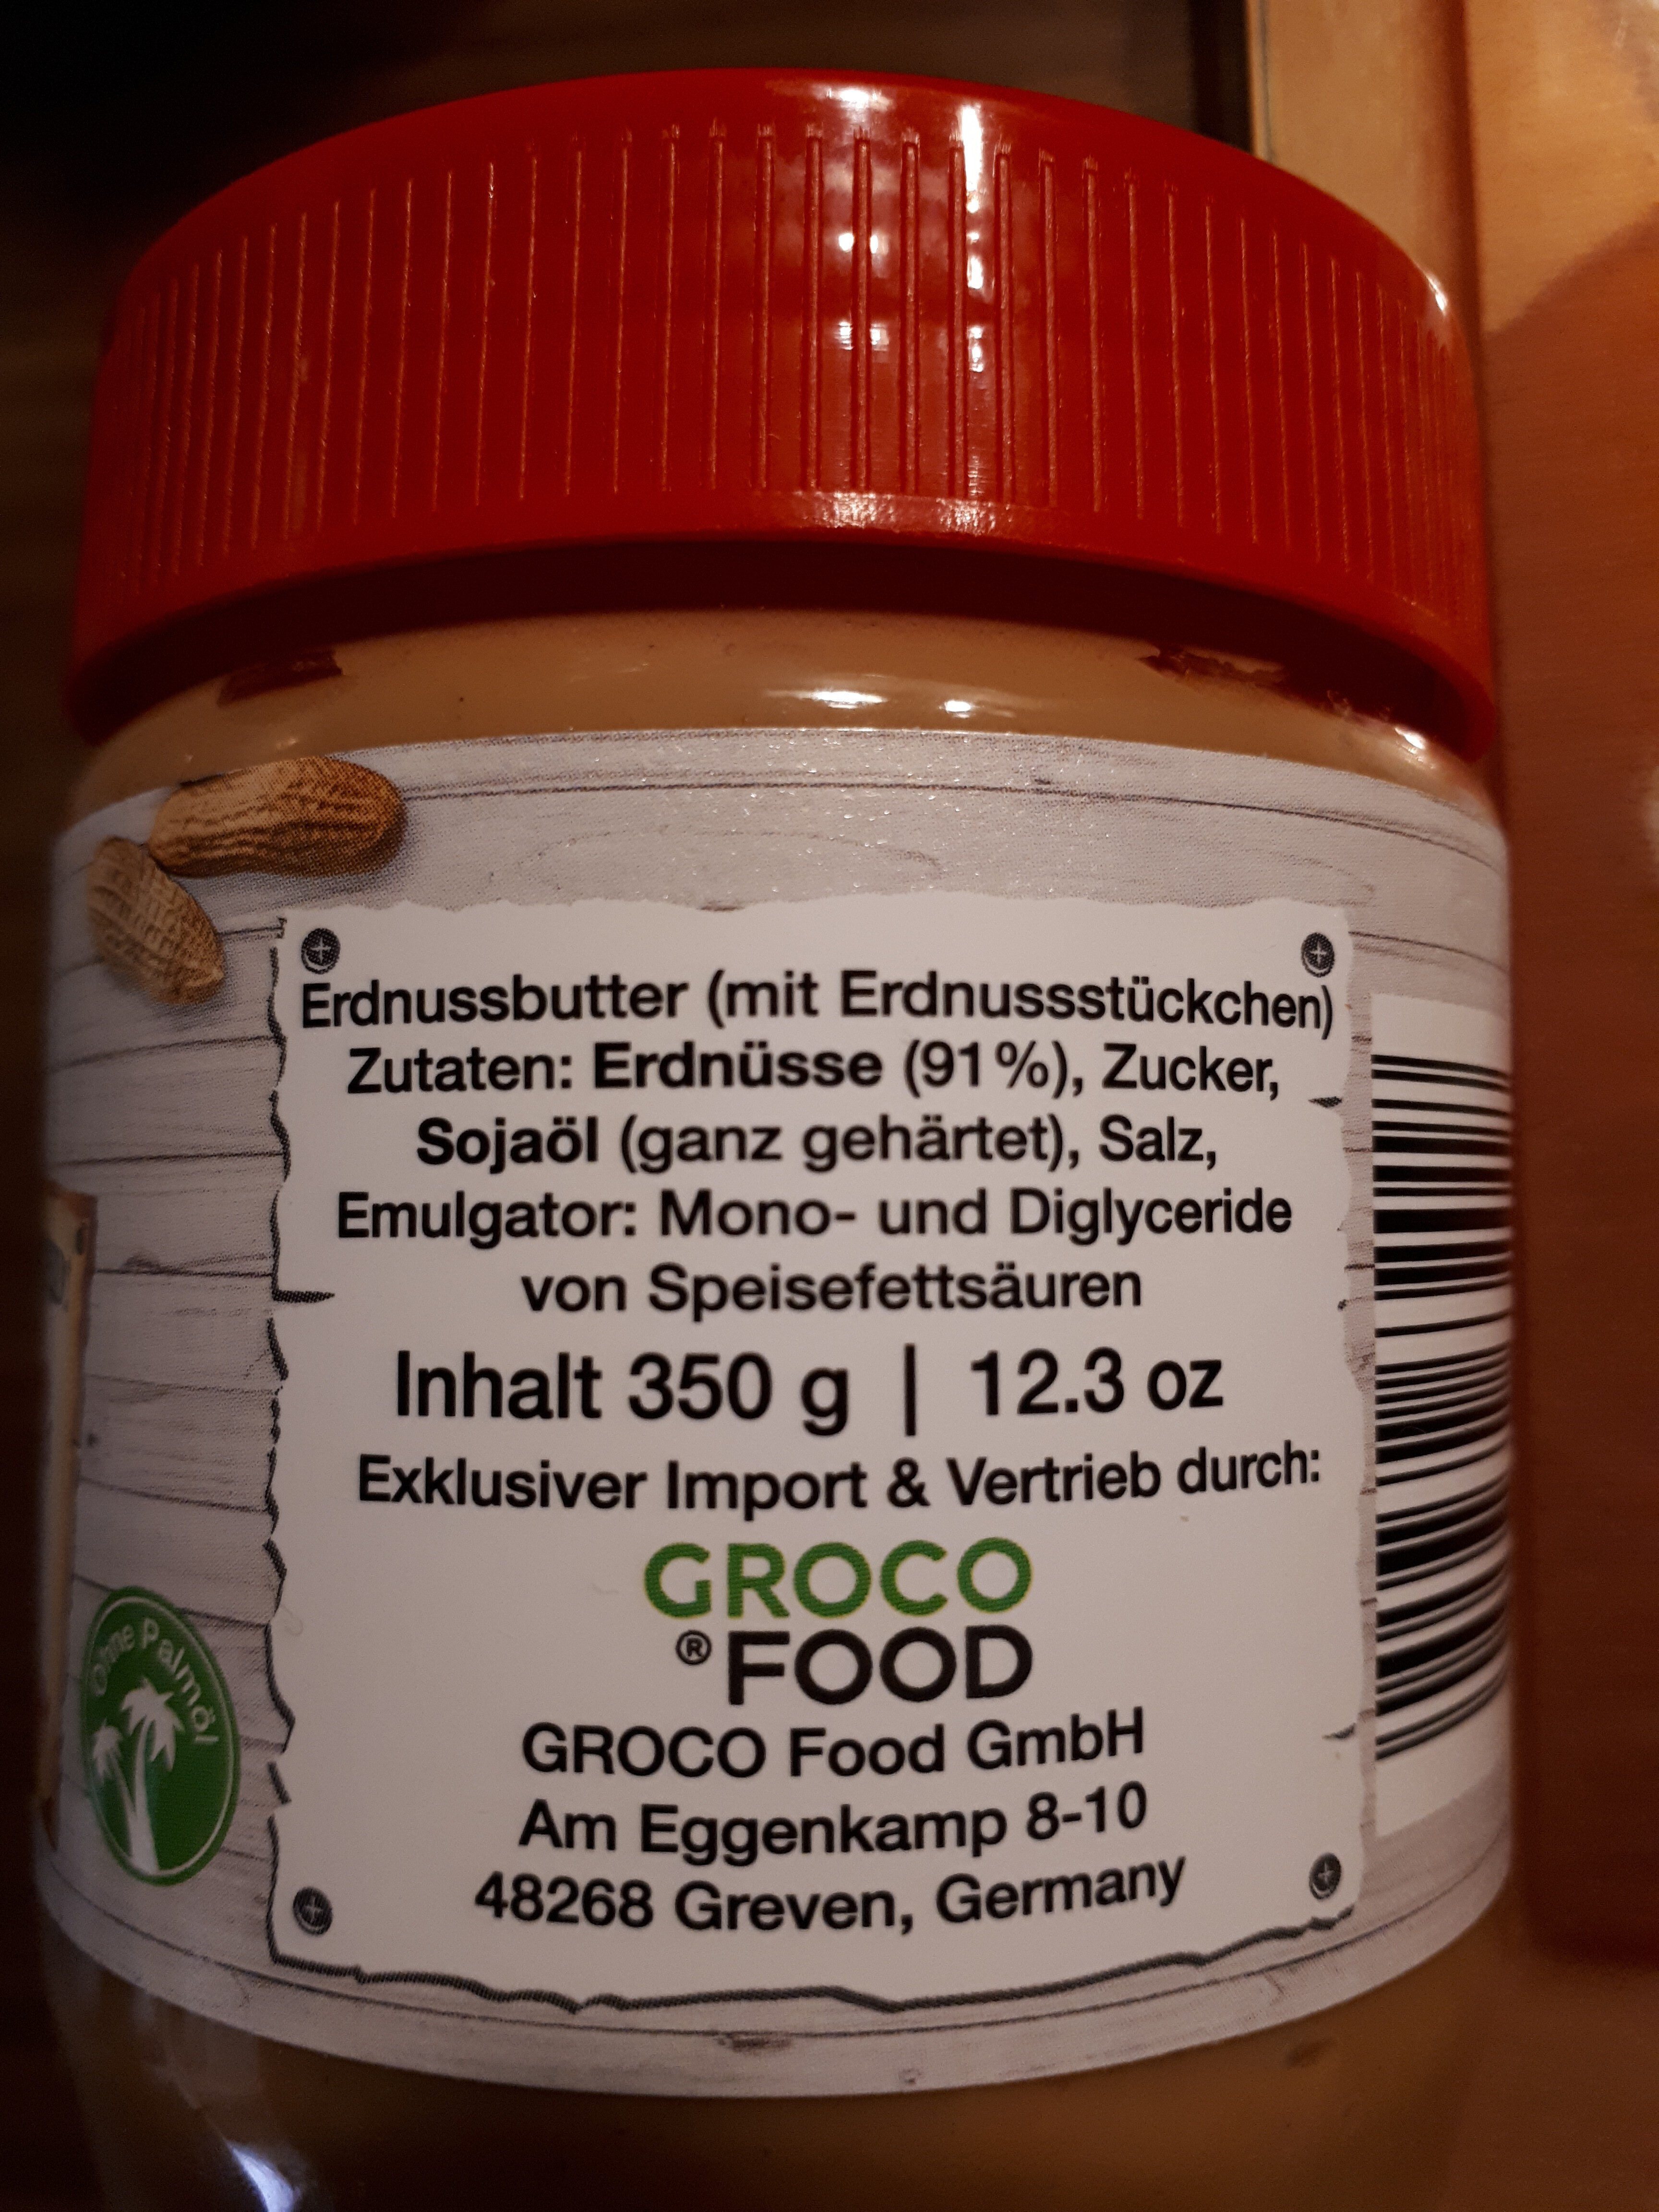 Erdnussbutter (mit Erdnussstückchen)
Zutaten: Erdnüsse (91%), Zucker,
Sojaöl (ganz gehärtet), Salz,
Emulgator: Mono- und Diglyceride
von Speisefettsäuren
Inhalt 350 g | 12.3 oz
Exklusiver Import & Vertrieb durch:
GROCO
® FOOD
GROCO Food GmbH
Am Eggenkamp 8-10
48268 Greven, Germany
Ohne Palmöl